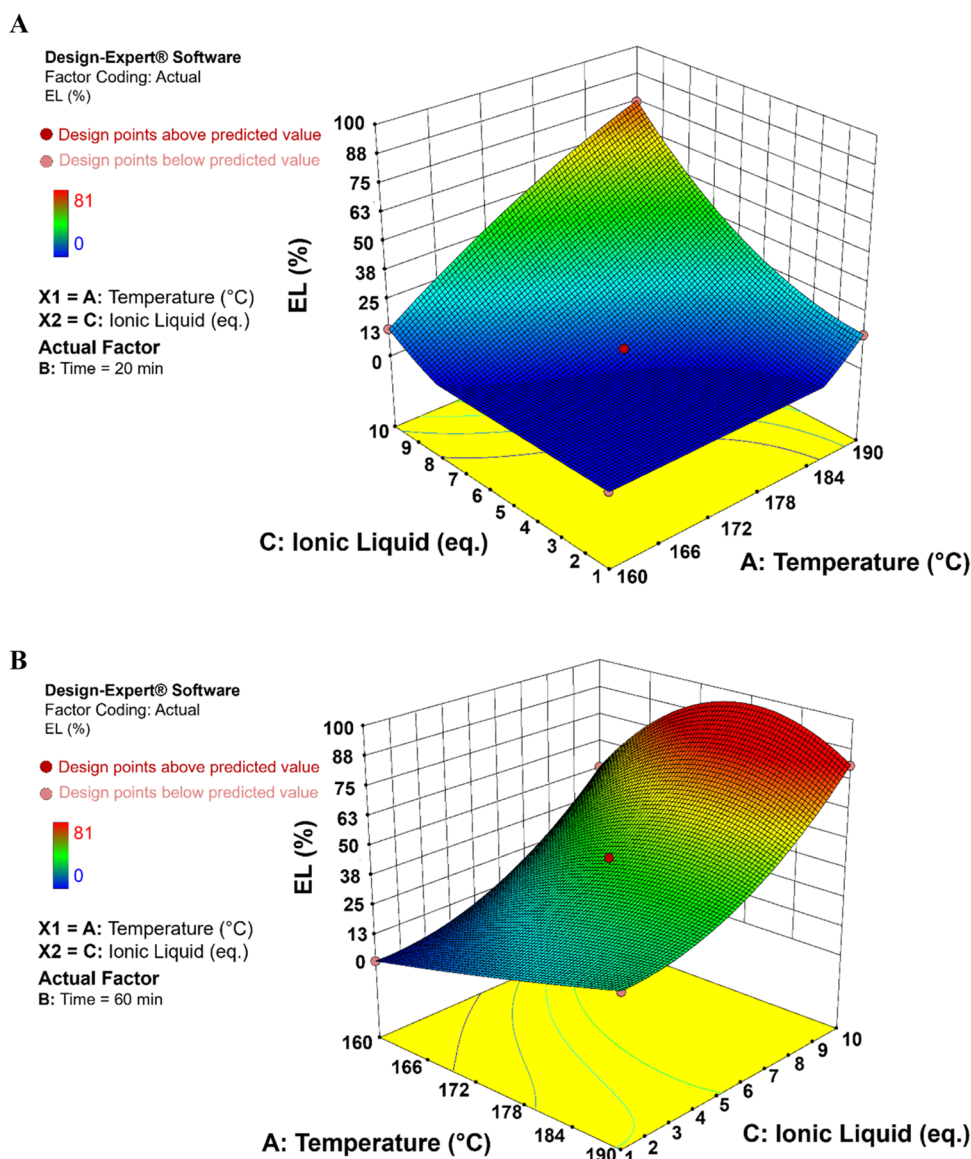 A
Design-Expert® Software
Factor Coding: Actual
EL (%)
Design points above predicted value
Design points below predicted value
81
0
X1 = A: Temperature (°C)
X2 = C: Ionic Liquid (eq.)
Actual Factor
B: Time = 20 min
EL (%)
100
88
75
63
50
38
25
13
0
10
9
8
7
6
5
4
3
2
1
C: Ionic Liquid (eq.)
160
166
172
178
184
190
A: Temperature (°C)
B
Design-Expert® Software
Factor Coding: Actual
EL (%)
Design points above predicted value
Design points below predicted value
81
0
X1 = A: Temperature (°C)
X2 = C: Ionic Liquid (eq.)
Actual Factor
B: Time = 60 min
EL (%)
100
88
75
63
50
38
25
13
0
160
166
172
178
184
190
A: Temperature (°C)
1
2
3
4
5
6
7
8
9
10
C: Ionic Liquid (eq.)